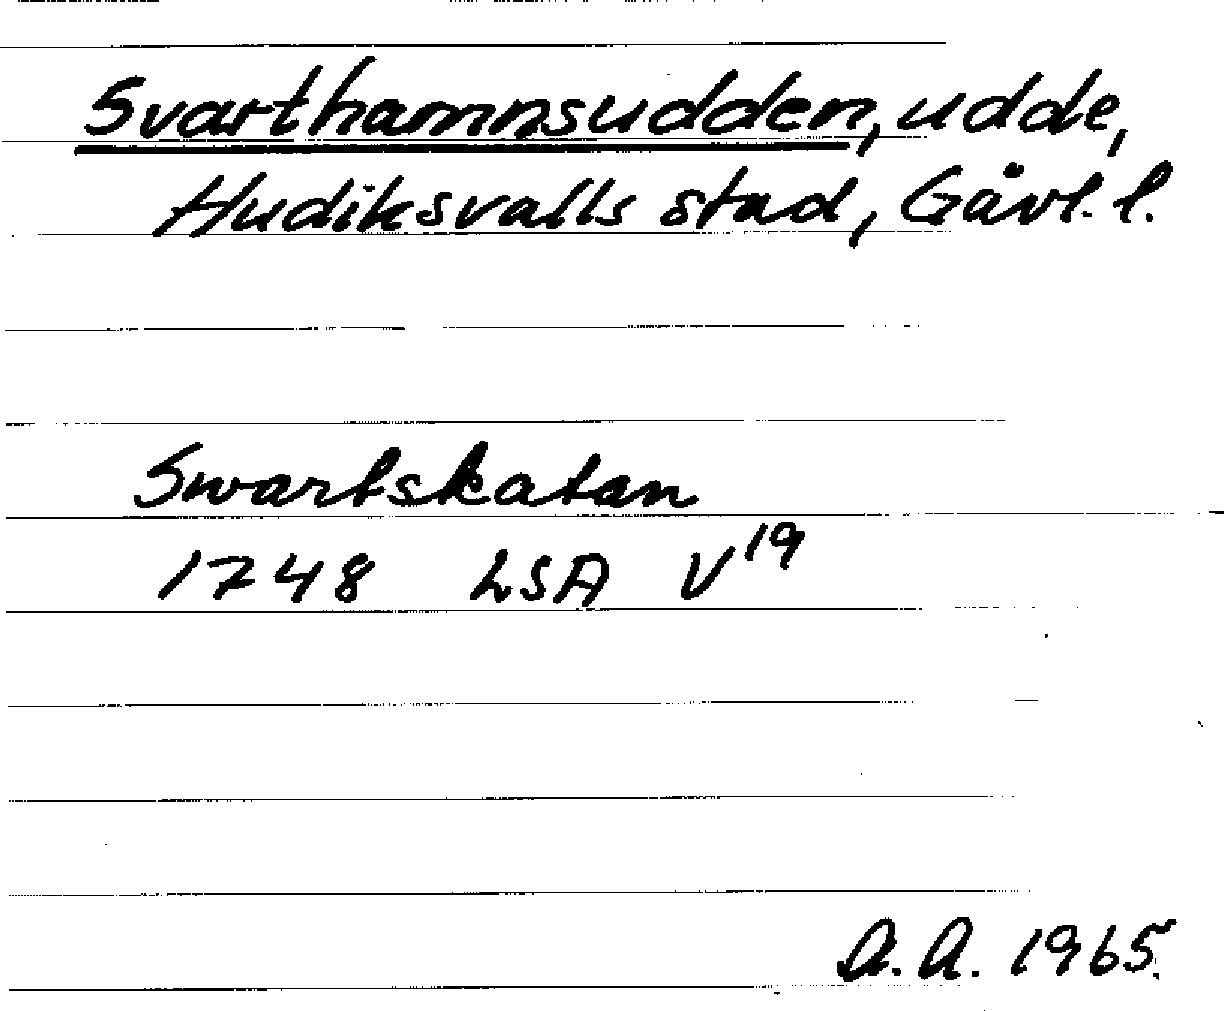 Svarthamnsudden, udde,
Hudiksvalls stad, Gävl. l.
Swartskatan
1748 LSA V¹⁹
A.A. 1965.